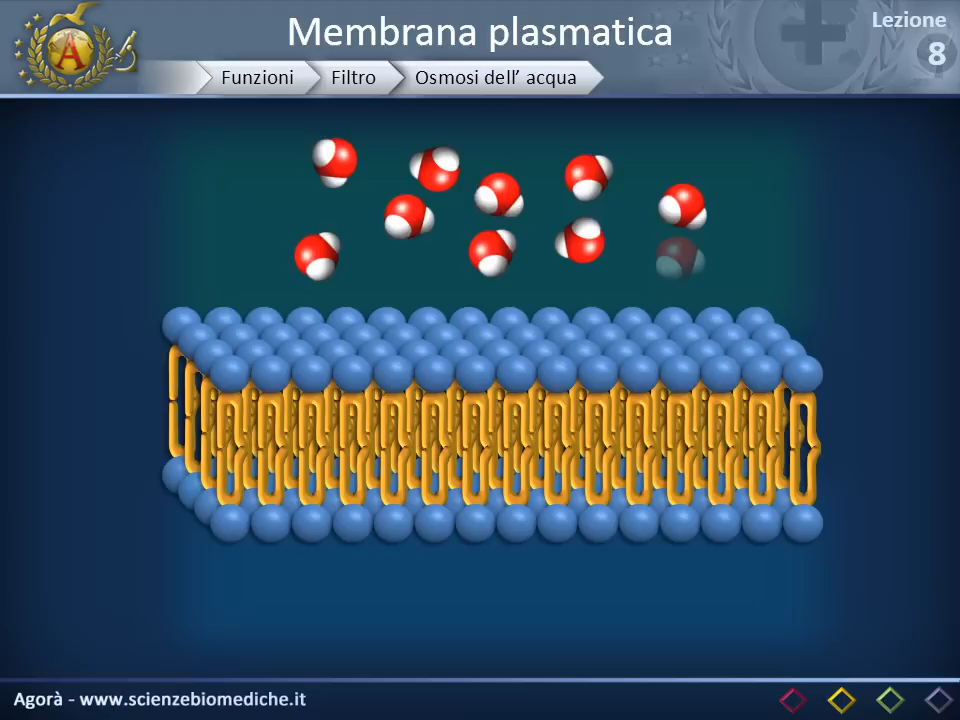 Membrana plasmatica
Lezione
8
Funzioni
Filtro
Osmosi dell’ acqua
A
Agorà - www.scienzebiomediche.it